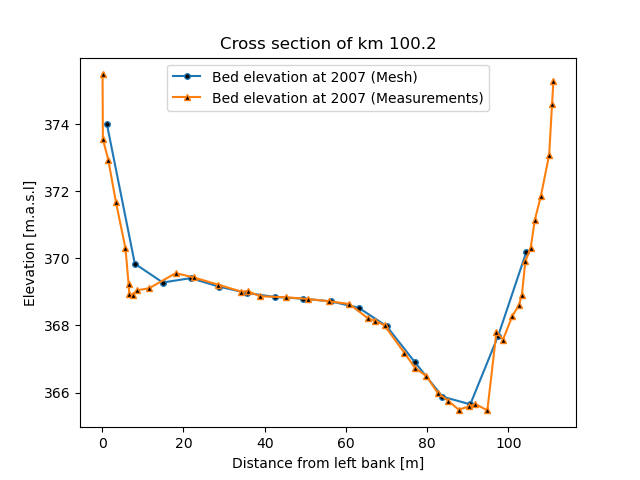 Cross section of km 100.2
Bed elevation at 2007 (Mesh)
Bed elevation at 2007 (Measurements)
Elevation [m.a.s.l]
374
372
370
368
366
0 20 40 60 80 100
Distance from left bank [m]